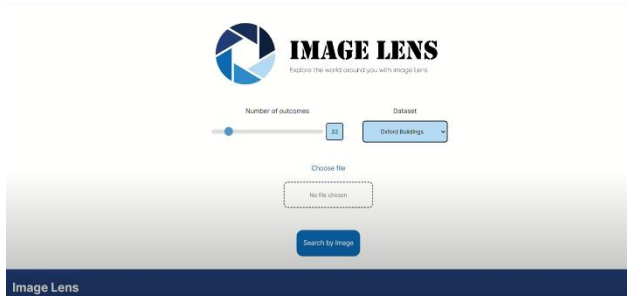 IMAGE LENS
Explore the world around you with Image Lens
Number of outcomes
Dataset
32
Oxford Buildings
Choose file
No file chosen
Search by Image
Image Lens